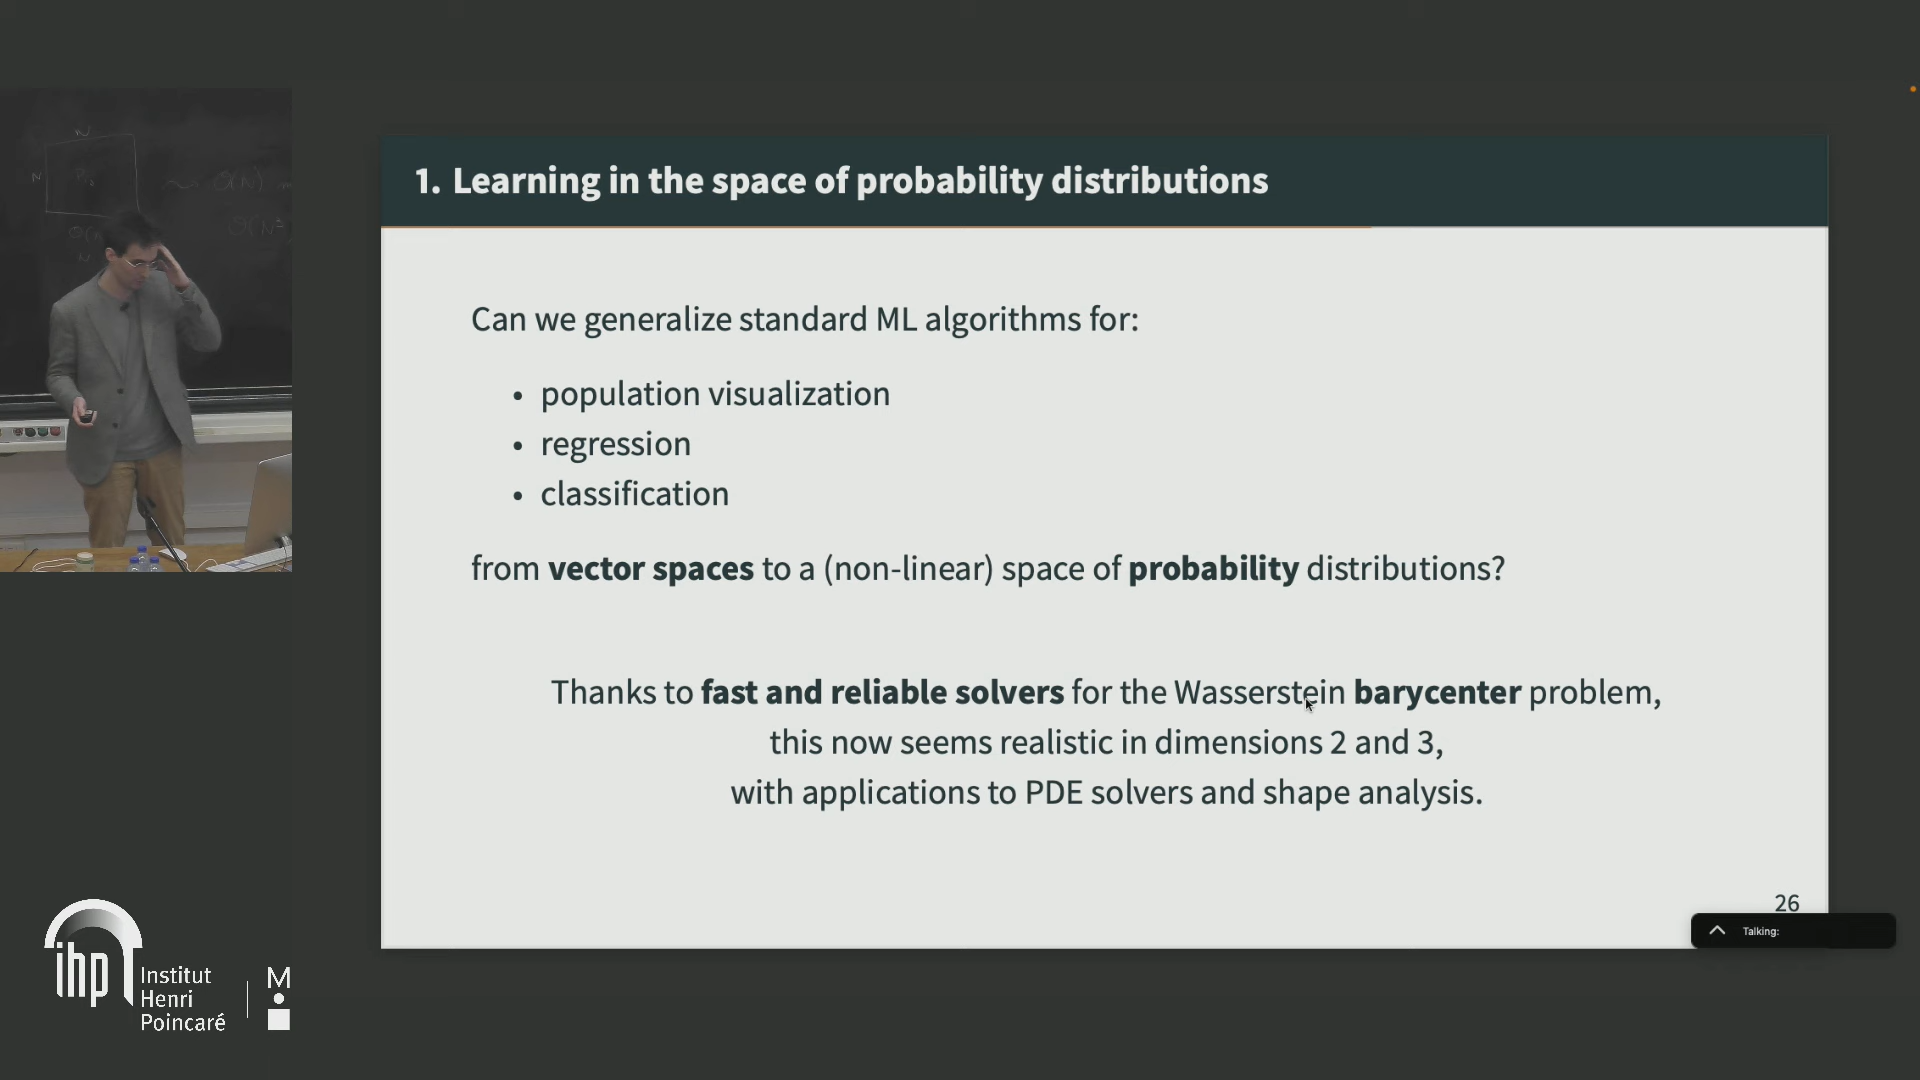 1. Learning in the space of probability distributions
Can we generalize standard ML algorithms for:
• population visualization
• regression
• classification
from vector spaces to a (non-linear) space of probability distributions?
Thanks to fast and reliable solvers for the Wasserstein barycenter problem,
this now seems realistic in dimensions 2 and 3,
with applications to PDE solvers and shape analysis.
26
Talking:
ihp
Institut
Henri
Poincaré
M
N
N